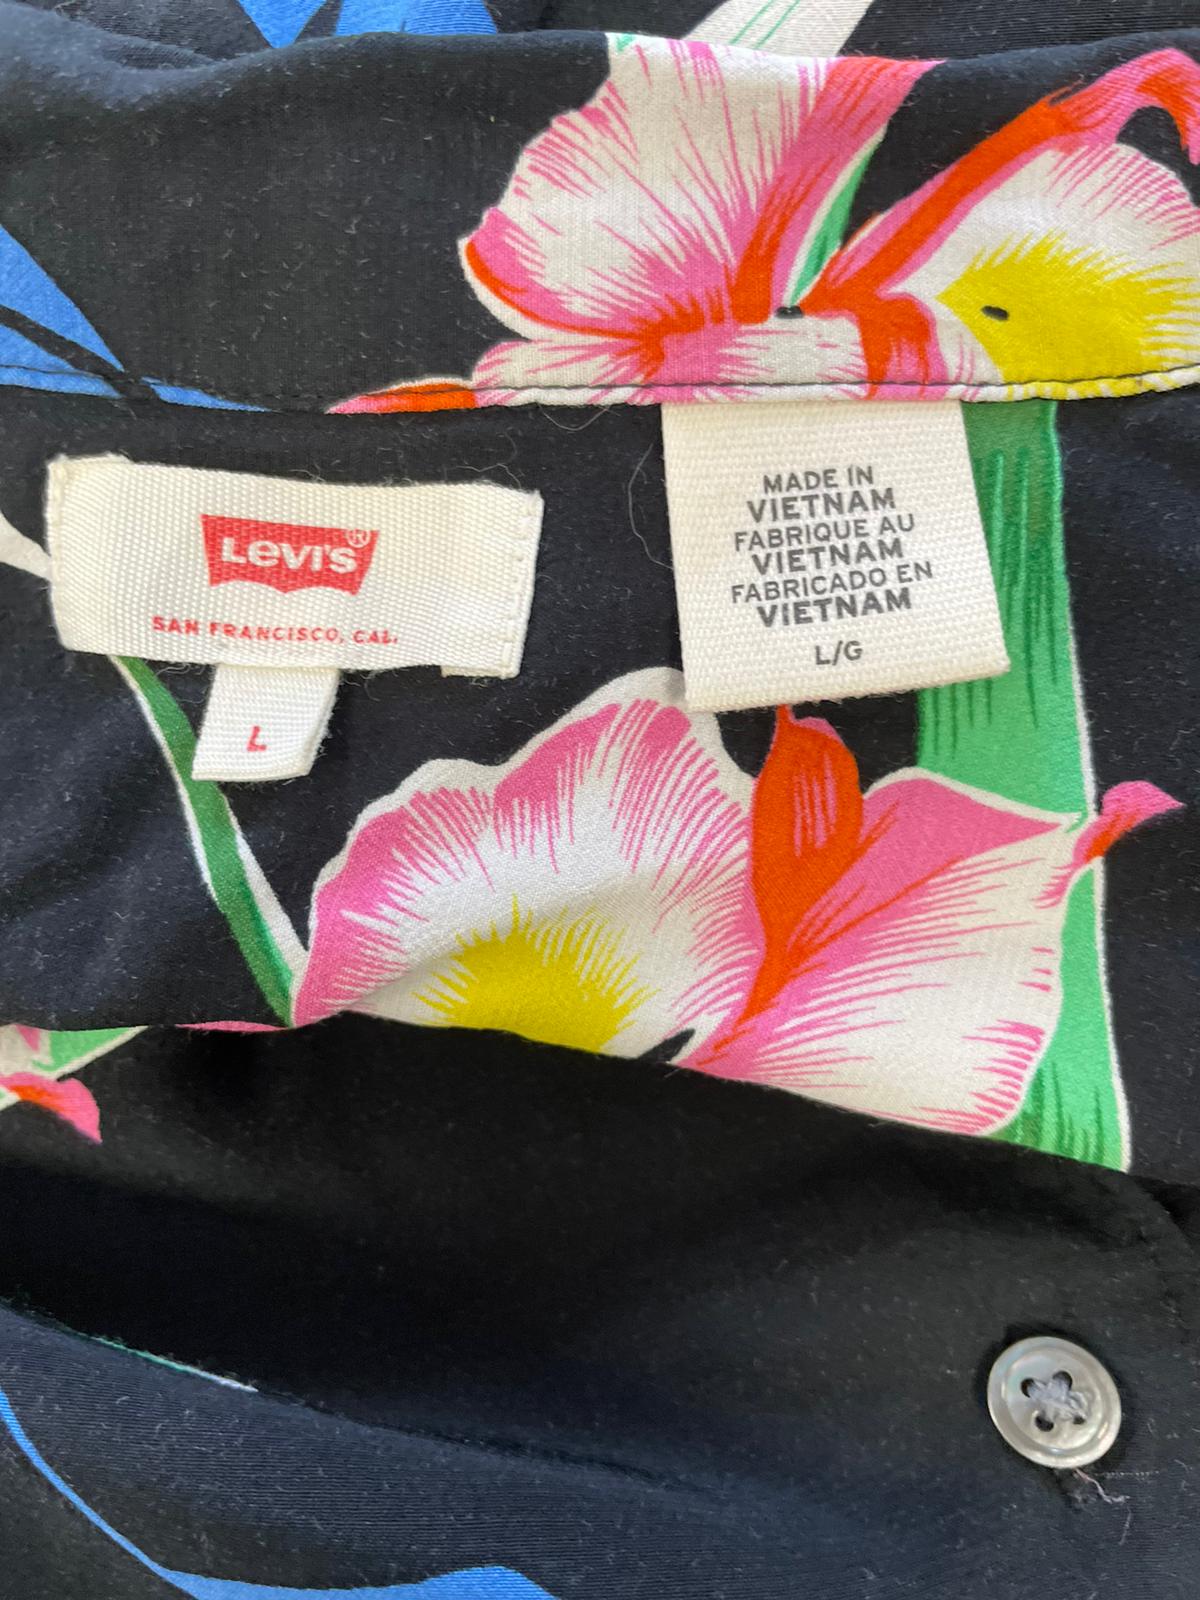 Levi's®
SAN FRANCISCO, CAL.
L
MADE IN
VIETNAM
FABRIQUE AU
VIETNAM
FABRICADO EN
VIETNAM
L/G